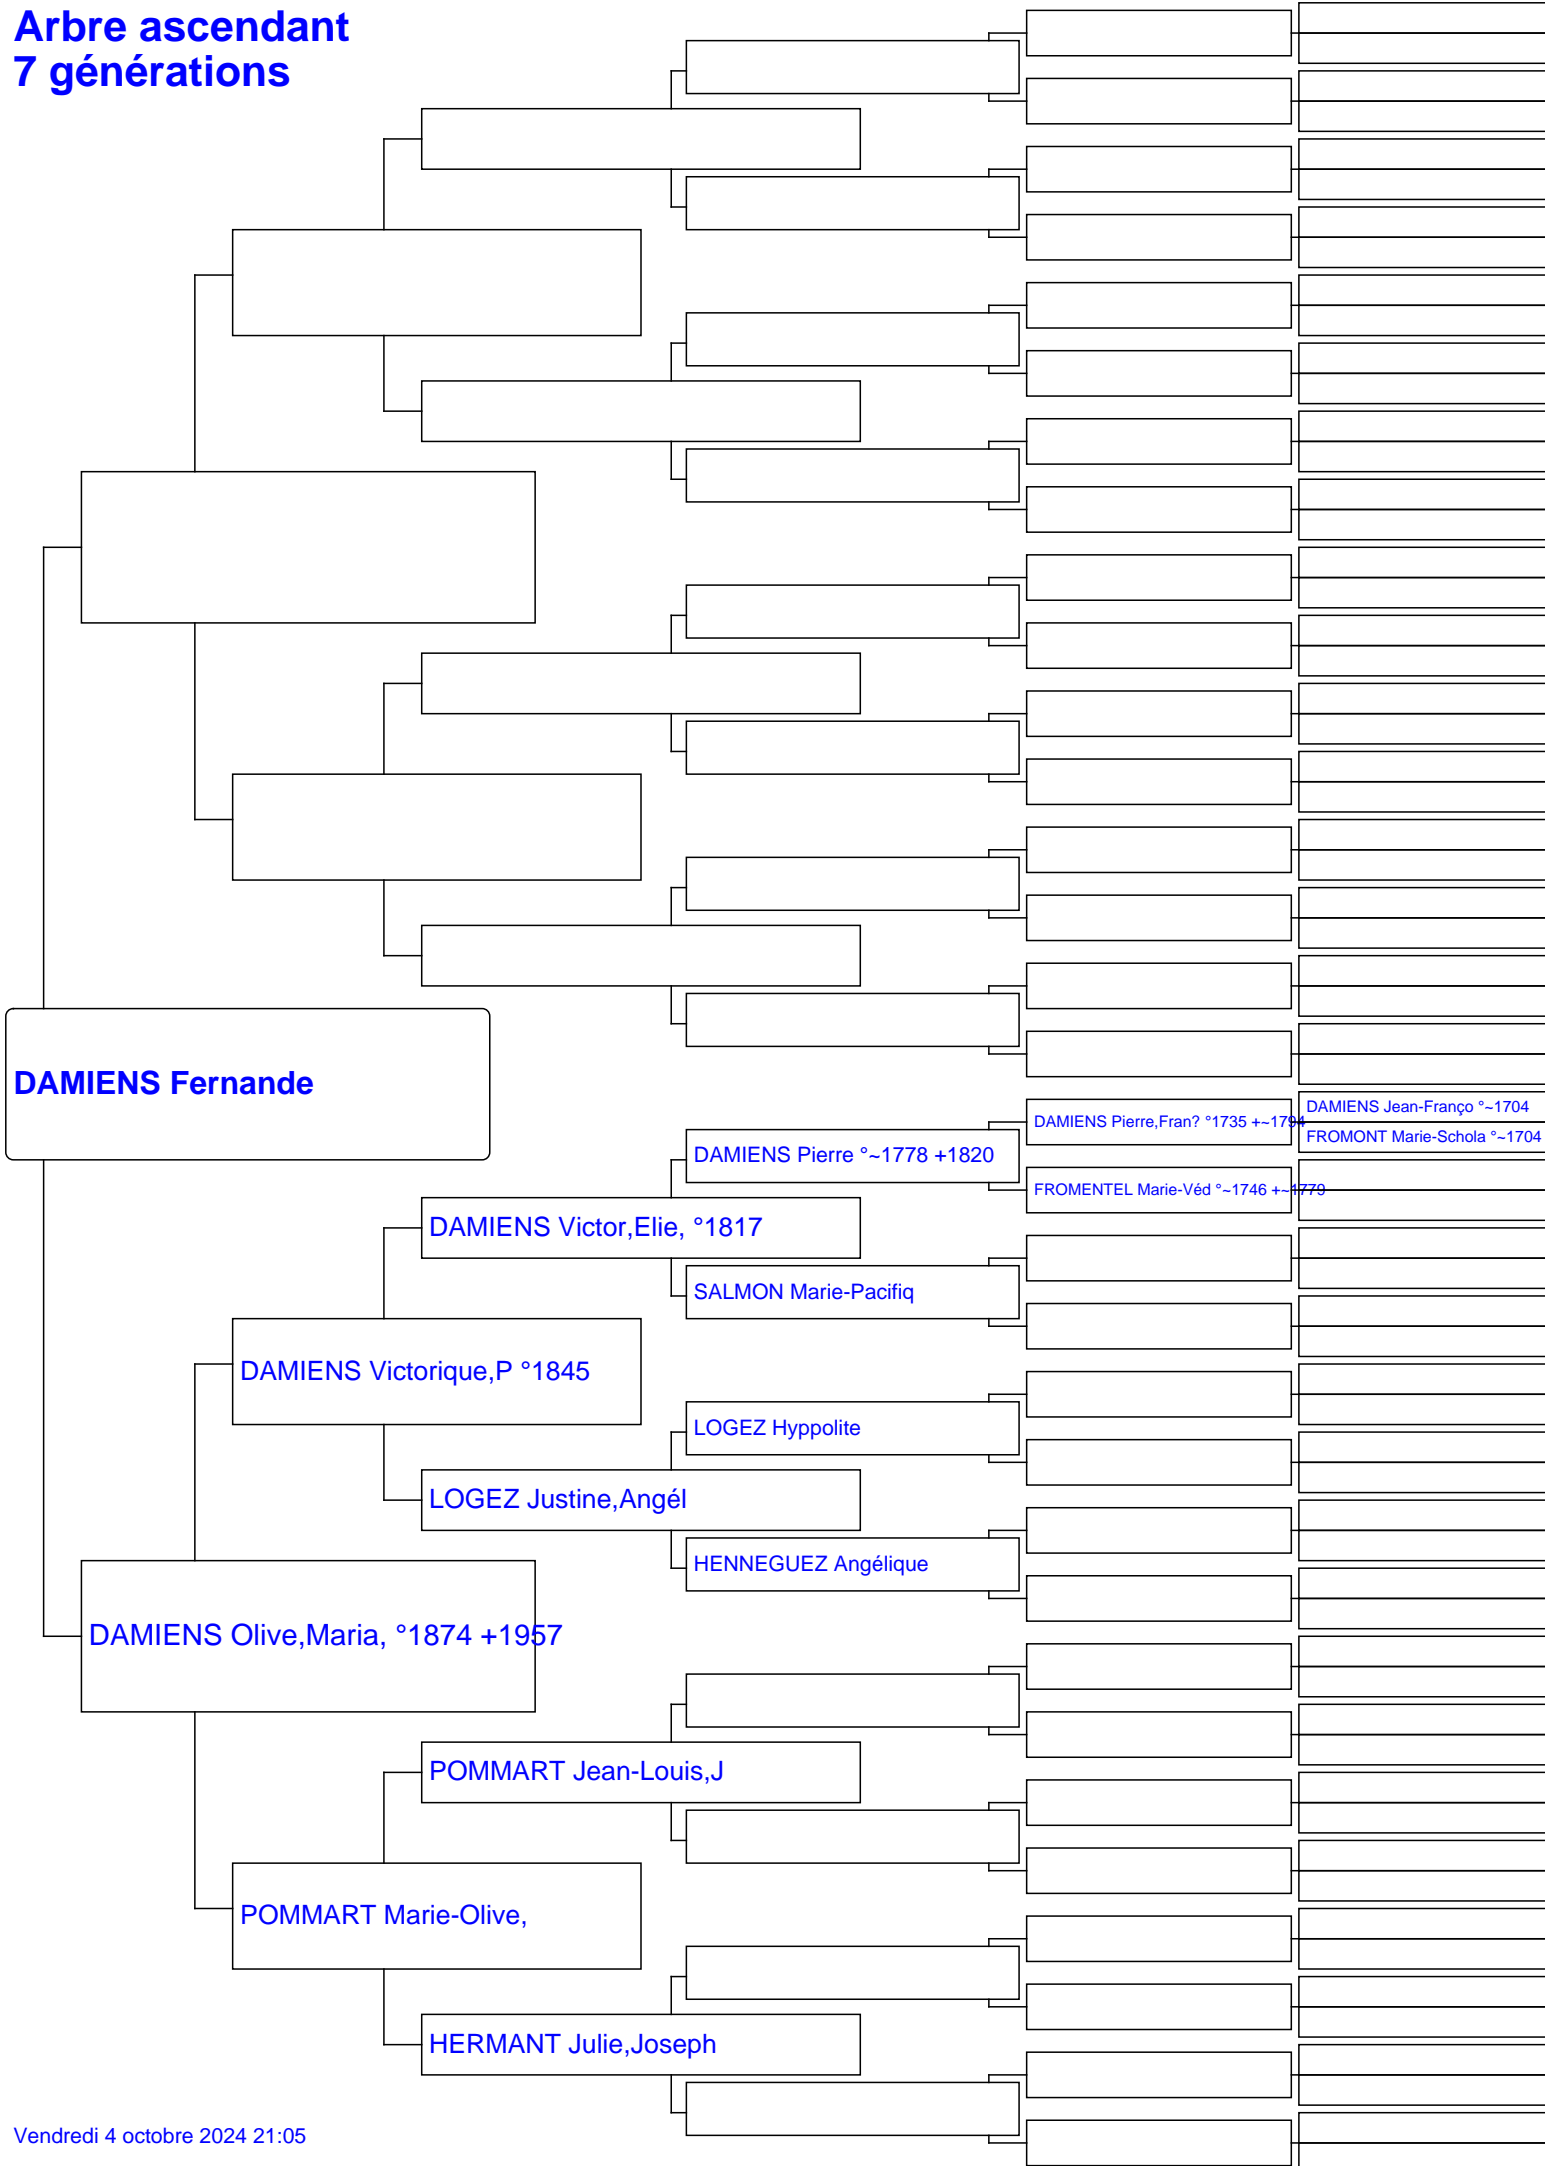 Arbre ascendant
7 générations
DAMIENS Fernande
DAMIENS Jean-Franço °~1704
DAMIENS Pierre,Fran? °1735 +~1794
FROMONT Marie-Schola °~1704
DAMIENS Pierre °~1778 +1820
FROMENTEL Marie-Véd °~1746 +~1779
DAMIENS Victor,Elie, °1817
SALMON Marie-Pacifiq
DAMIENS Victorique,P °1845
LOGEZ Hyppolite
LOGEZ Justine,Angél
HENNEGUEZ Angélique
DAMIENS Olive,Maria, °1874 +1957
POMMART Jean-Louis,J
POMMART Marie-Olive,
HERMANT Julie,Joseph
Vendredi 4 octobre 2024 21:05